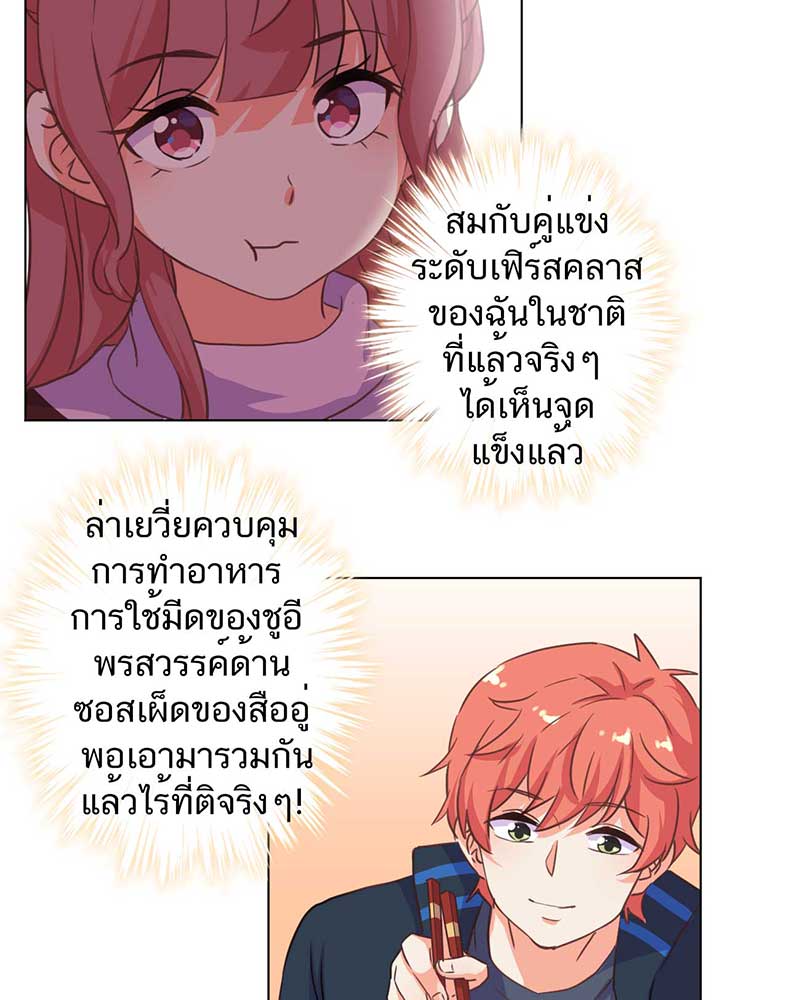 สมกับคู่แข่ง
ระดับเฟิร์สคลาส
ของฉันในชาติ
ที่แล้วจริงๆ
ได้เห็นจุด
แข็งแล้ว
ล่าเยวี่ยควบคุม
การทำอาหาร
การใช้มีดของชูอี
พรสวรรค์ด้าน
ซอสเผ็ดของสืออู่
พอเอามารวมกัน
แล้วไร้ที่ติจริงๆ!